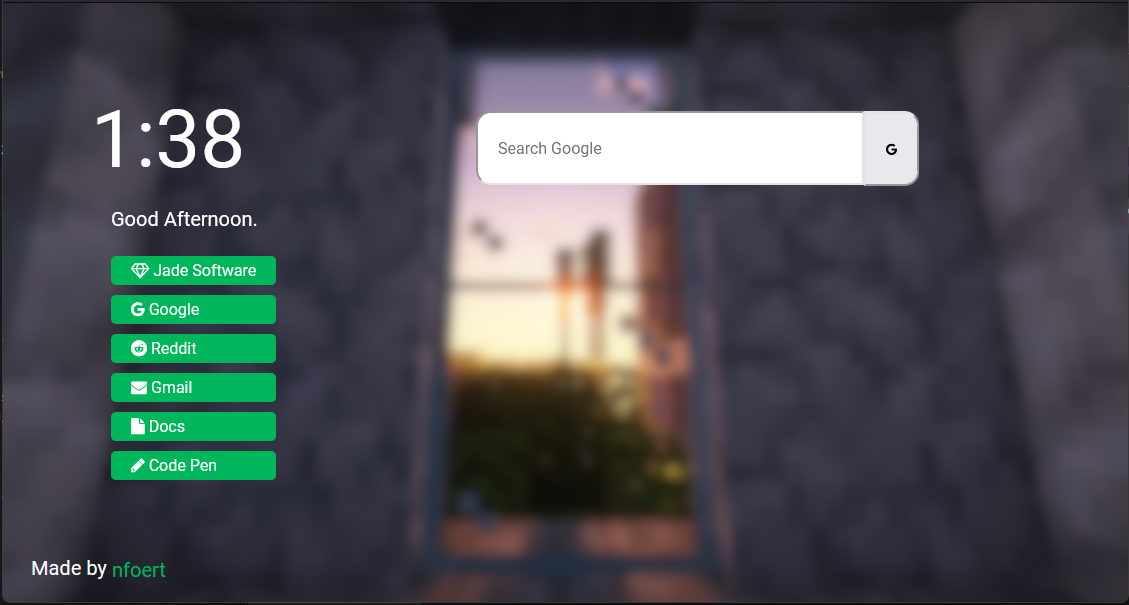 1:38
Search Google
G
Good Afternoon.
Jade Software
Google
Reddit
Gmail
Docs
Code Pen
Made by nfoert